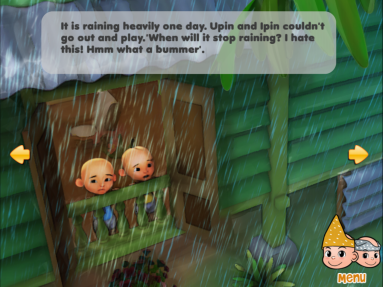 It is raining heavily one day. Upin and Ipin couldn't
go out and play.'When will it stop raining? I hate
this! Hmm what a bummer'.
Menu